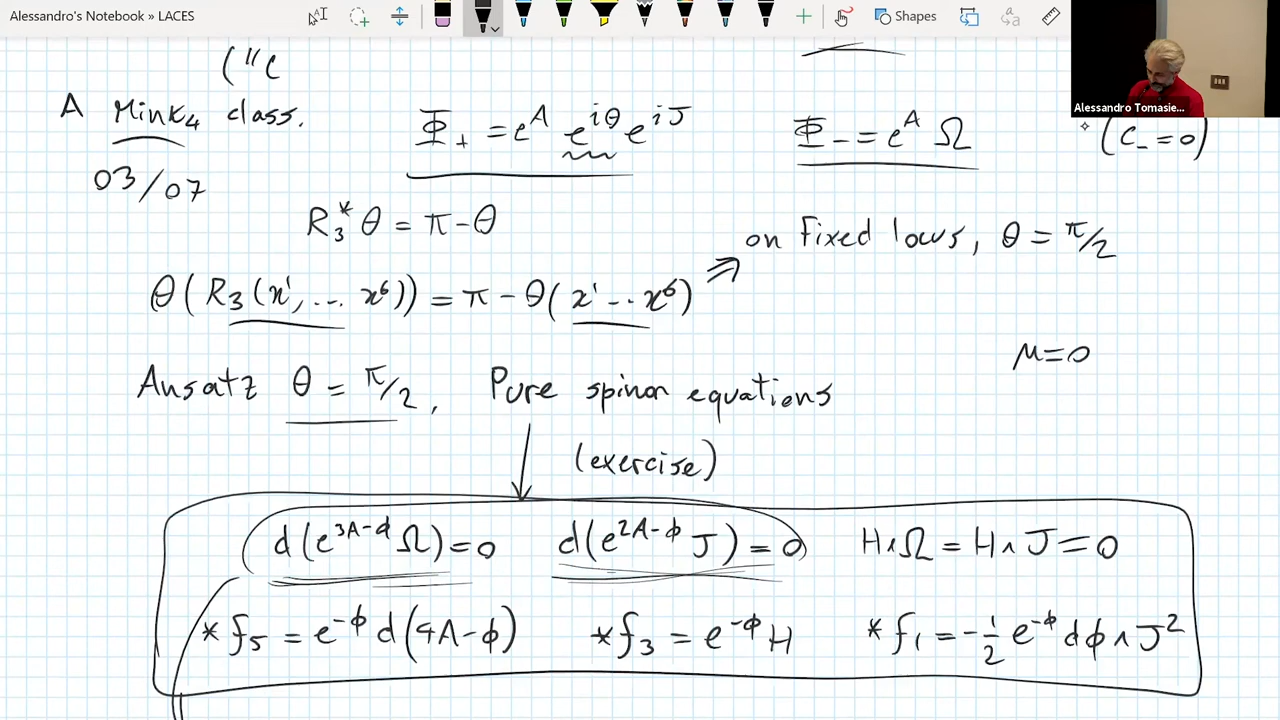 Alessandro's Notebook » LACES
Shapes
Alessandro Tomasie...
("C
A Mink₄ class.
Φ₊ = e^A e^{iθ} e^{iJ}
Φ₋ = e^A Ω
(C₋ = 0)
03/07
R₃* θ = π - θ
on fixed locus, θ = π/2
θ(R₃(x¹, ... x⁶)) = π - θ(x¹ ... x⁶) ⇒
μ = 0
Ansatz θ = π/2, Pure spinor equations
(exercise)
d(e^{3A-ϕ} Ω) = 0 d(e^{2A-ϕ} J) = 0 H∧Ω = H∧J = 0
*f₅ = e^{-ϕ} d(4A-ϕ) *f₃ = e^{-ϕ} H *f₁ = -½ e^{-ϕ} dϕ∧J²